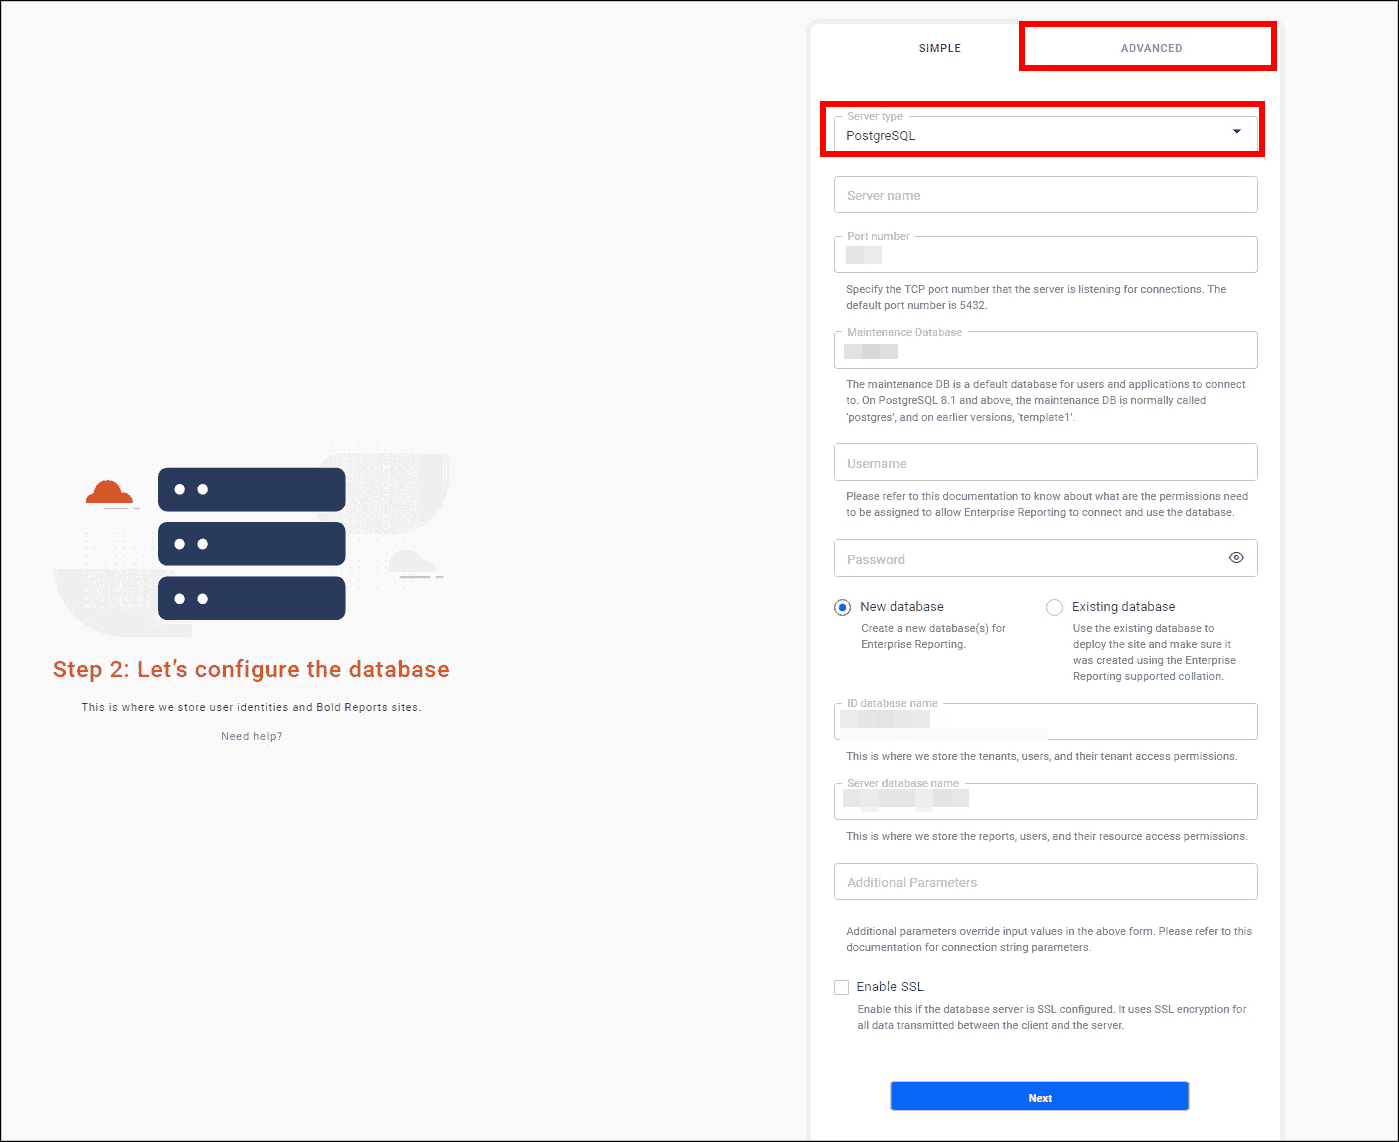 SIMPLE
ADVANCED
Server type
PostgreSQL
Server name
Port number
Specify the TCP port number that the server is listening for connections. The
default port number is 5432.
Maintenance Database
The maintenance DB is a default database for users and applications to connect
to. On PostgreSQL 8.1 and above, the maintenance DB is normally called
‘postgres’, and on earlier versions, ‘template1’.
Username
Please refer to this documentation to know about what are the permissions need
to be assigned to allow Enterprise Reporting to connect and use the database.
Password
New database
Create a new database(s) for
Enterprise Reporting.
Existing database
Use the existing database to
deploy the site and make sure it
was created using the Enterprise
Reporting supported collation.
ID database name
This is where we store the tenants, users, and their tenant access permissions.
Server database name
This is where we store the reports, users, and their resource access permissions.
Additional Parameters
Additional parameters override input values in the above form. Please refer to this
documentation for connection string parameters.
Enable SSL
Enable this if the database server is SSL configured. It uses SSL encryption for
all data transmitted between the client and the server.
Next
Step 2: Let’s configure the database
This is where we store user identities and Bold Reports sites.
Need help?